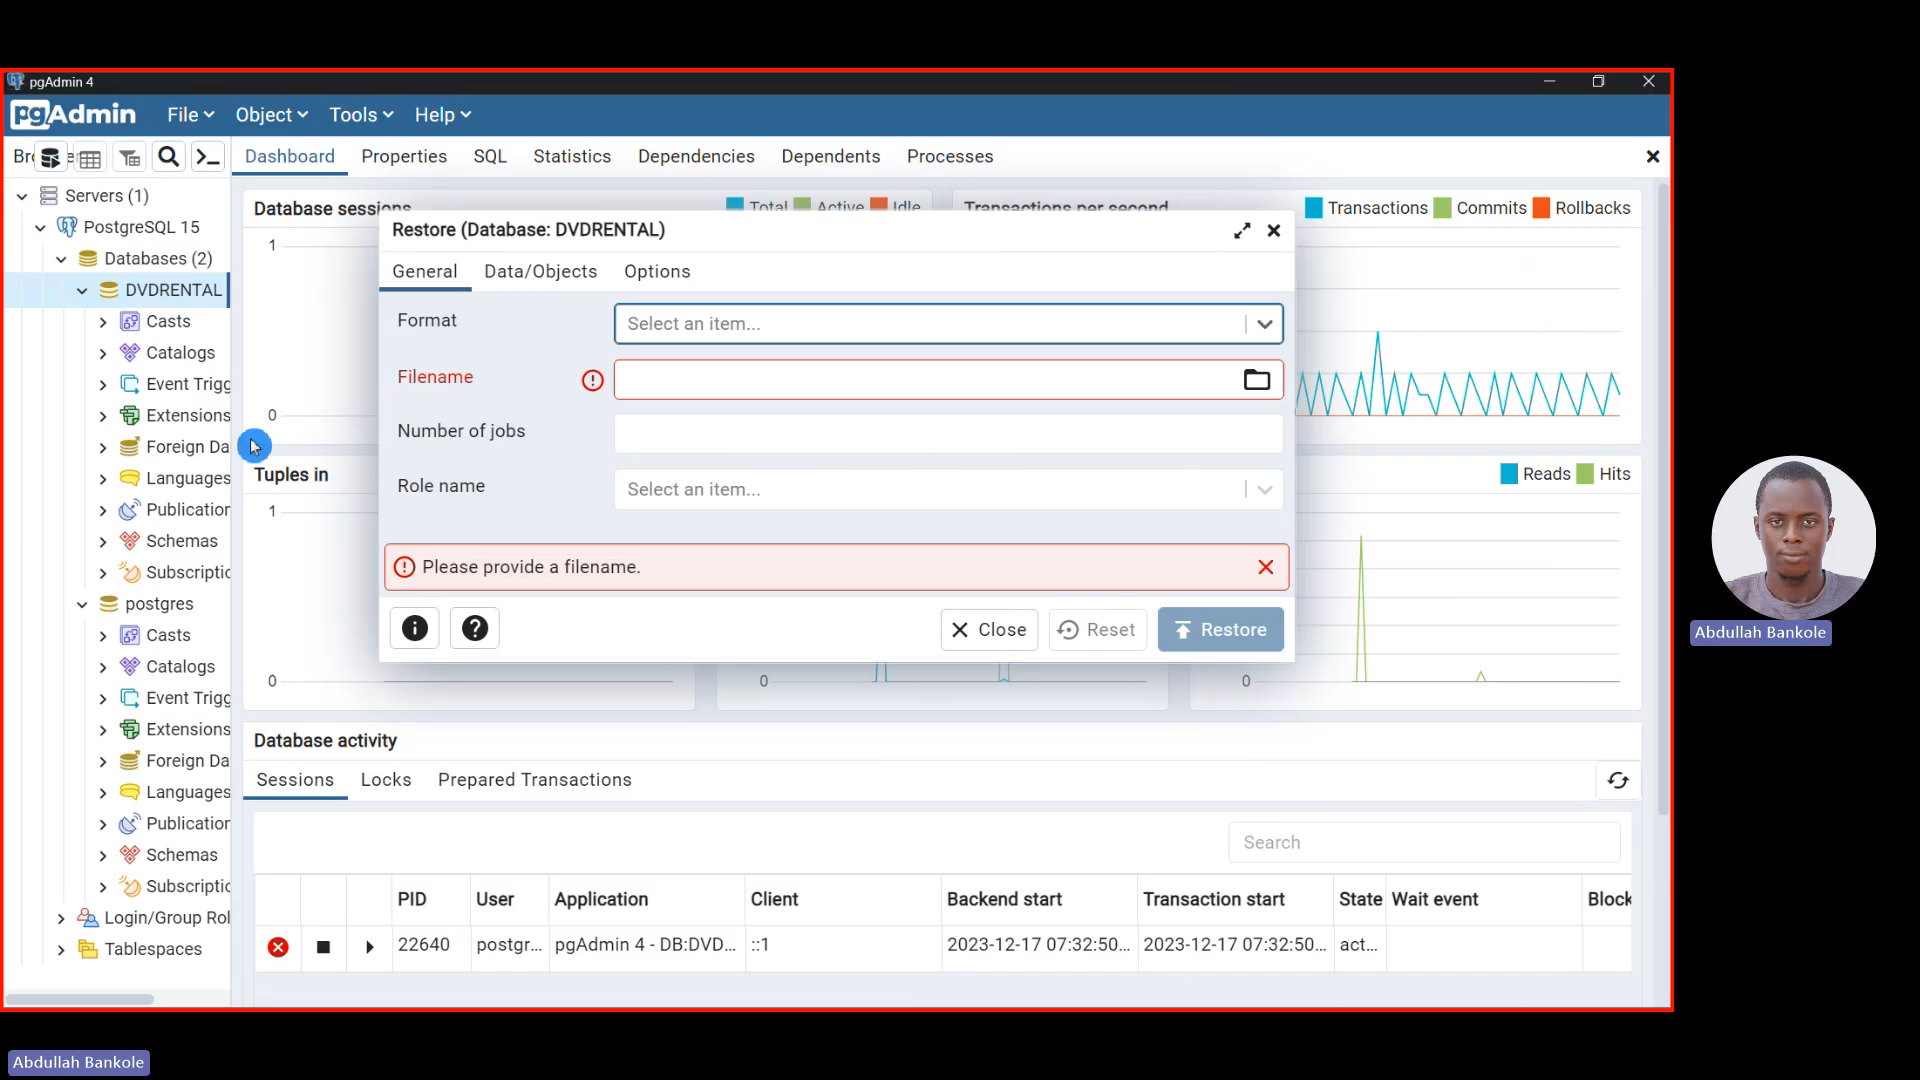 pgAdmin 4
pgAdmin File Object Tools Help
Dashboard Properties SQL Statistics Dependencies Dependents Processes
Servers (1)
PostgreSQL 15
Databases (2)
DVDRENTAL
Casts
Catalogs
Event Trigg
Extensions
Foreign Da
Languages
Publication
Schemas
Subscriptic
postgres
Casts
Catalogs
Event Trigg
Extensions
Foreign Da
Languages
Publication
Schemas
Subscriptic
Login/Group Rol
Tablespaces
Database sessions Total Active Idle
1
0
Transactions per second Transactions Commits Rollbacks
Restore (Database: DVDRENTAL)
General Data/Objects Options
Format Select an item...
Filename
Number of jobs
Role name Select an item...
Please provide a filename.
Close Reset Restore
Tuples in
1
0
0
Reads Hits
0
Database activity
Sessions Locks Prepared Transactions
Search
PID User Application Client Backend start Transaction start State Wait event Block
22640 postgr... pgAdmin 4 - DB:DVD... ::1 2023-12-17 07:32:50... 2023-12-17 07:32:50... act...
Abdullah Bankole
Abdullah Bankole